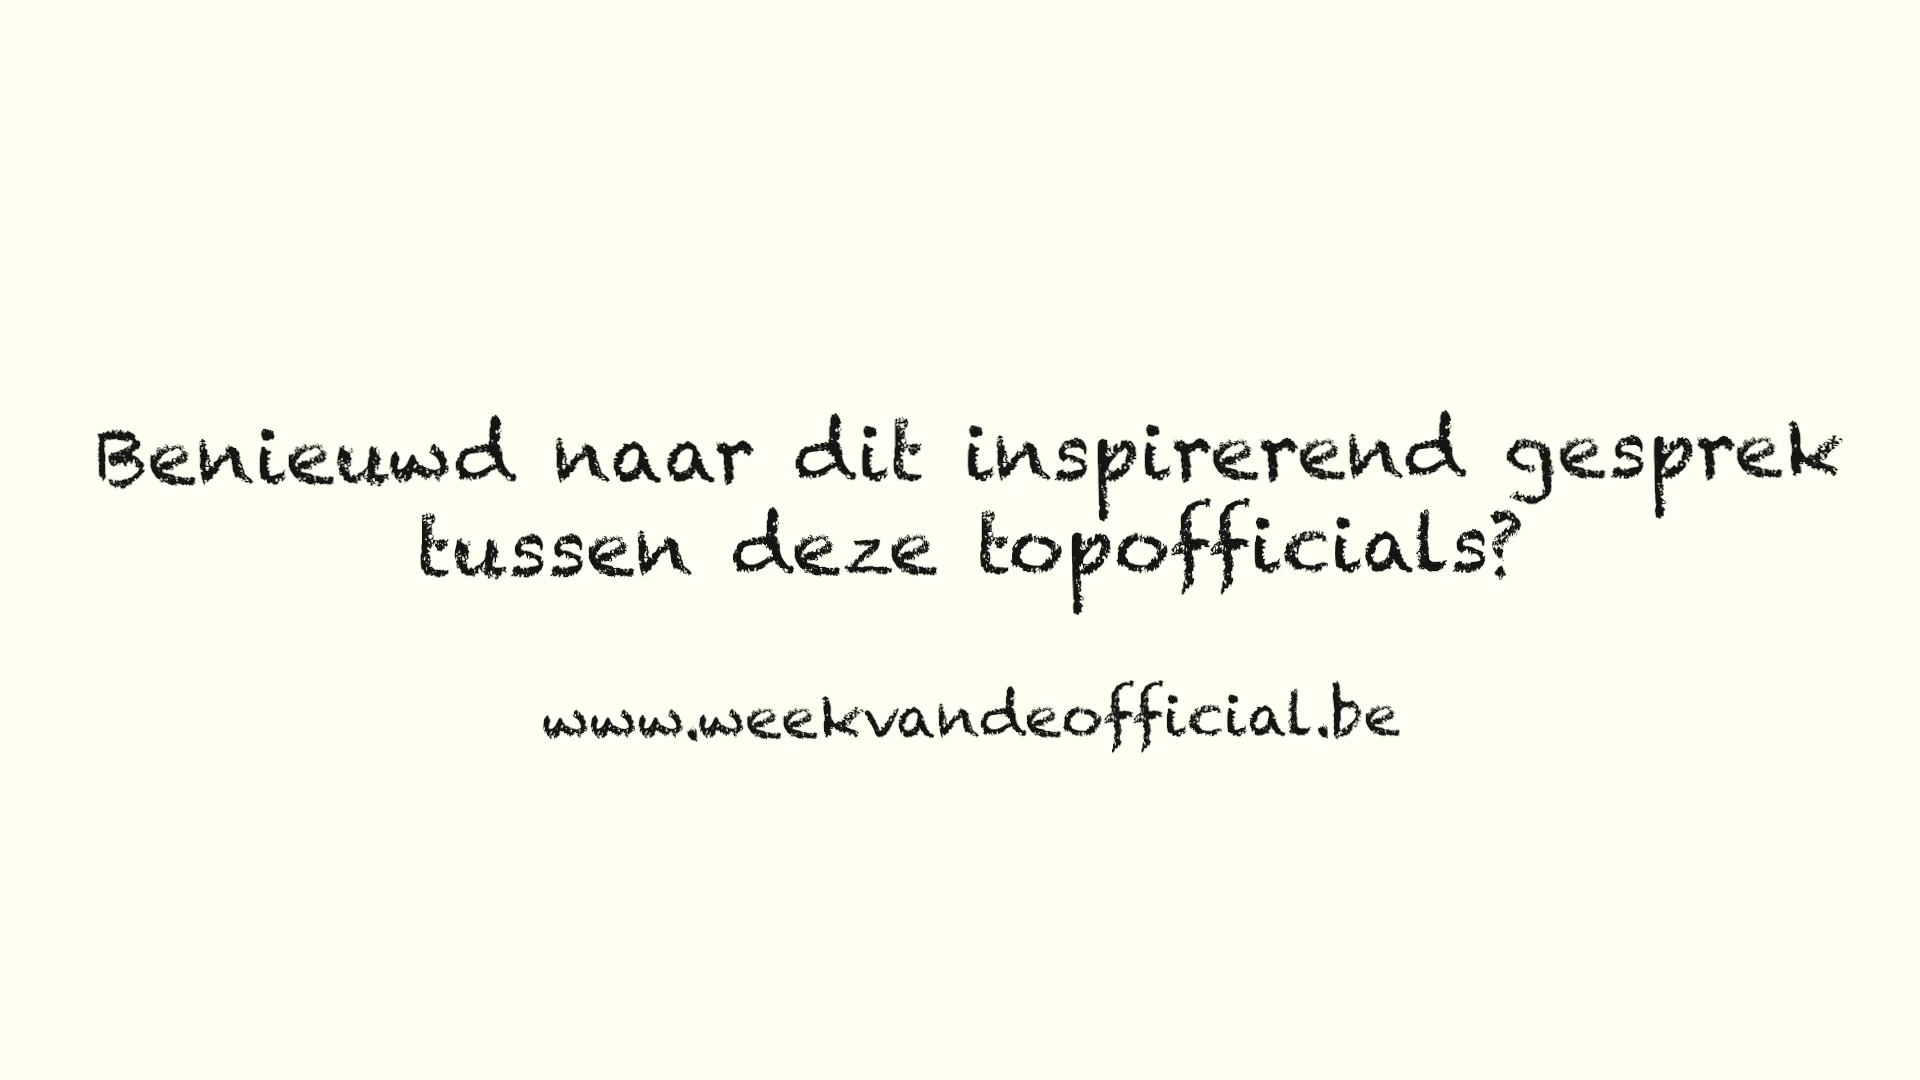 Benieuwd naar dit inspirerend gesprek
tussen deze topofficials?
www.weekvandeofficial.be